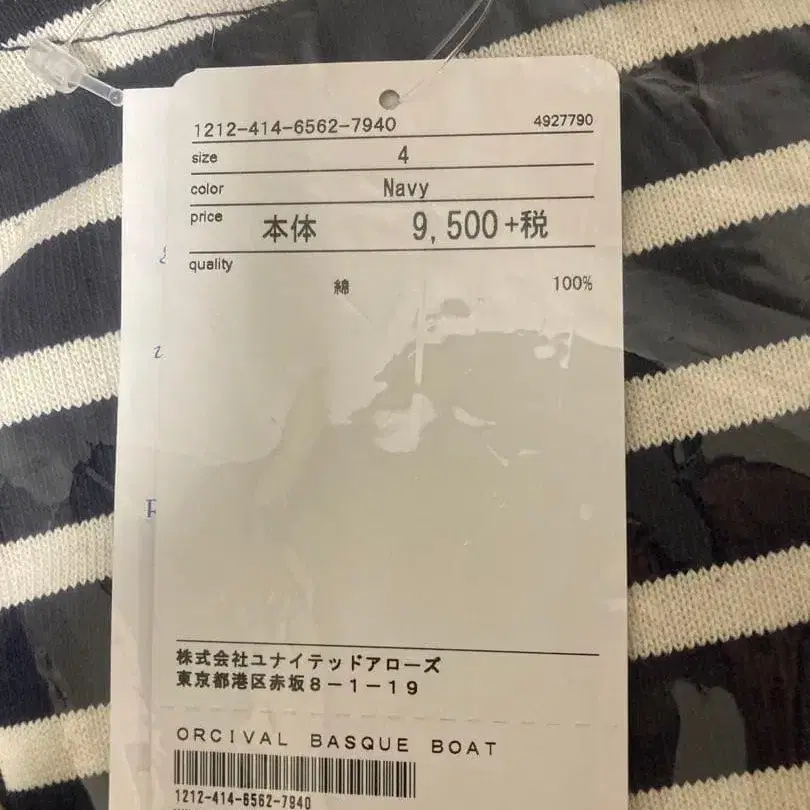 1212-414-6562-7940 4927790
size 4
color Navy
price 本体 9,500+税
quality
綿 100%
株式会社ユナイテッドアローズ
東京都港区赤坂8-1-19
ORCIVAL BASQUE BOAT
1212-414-6562-7940